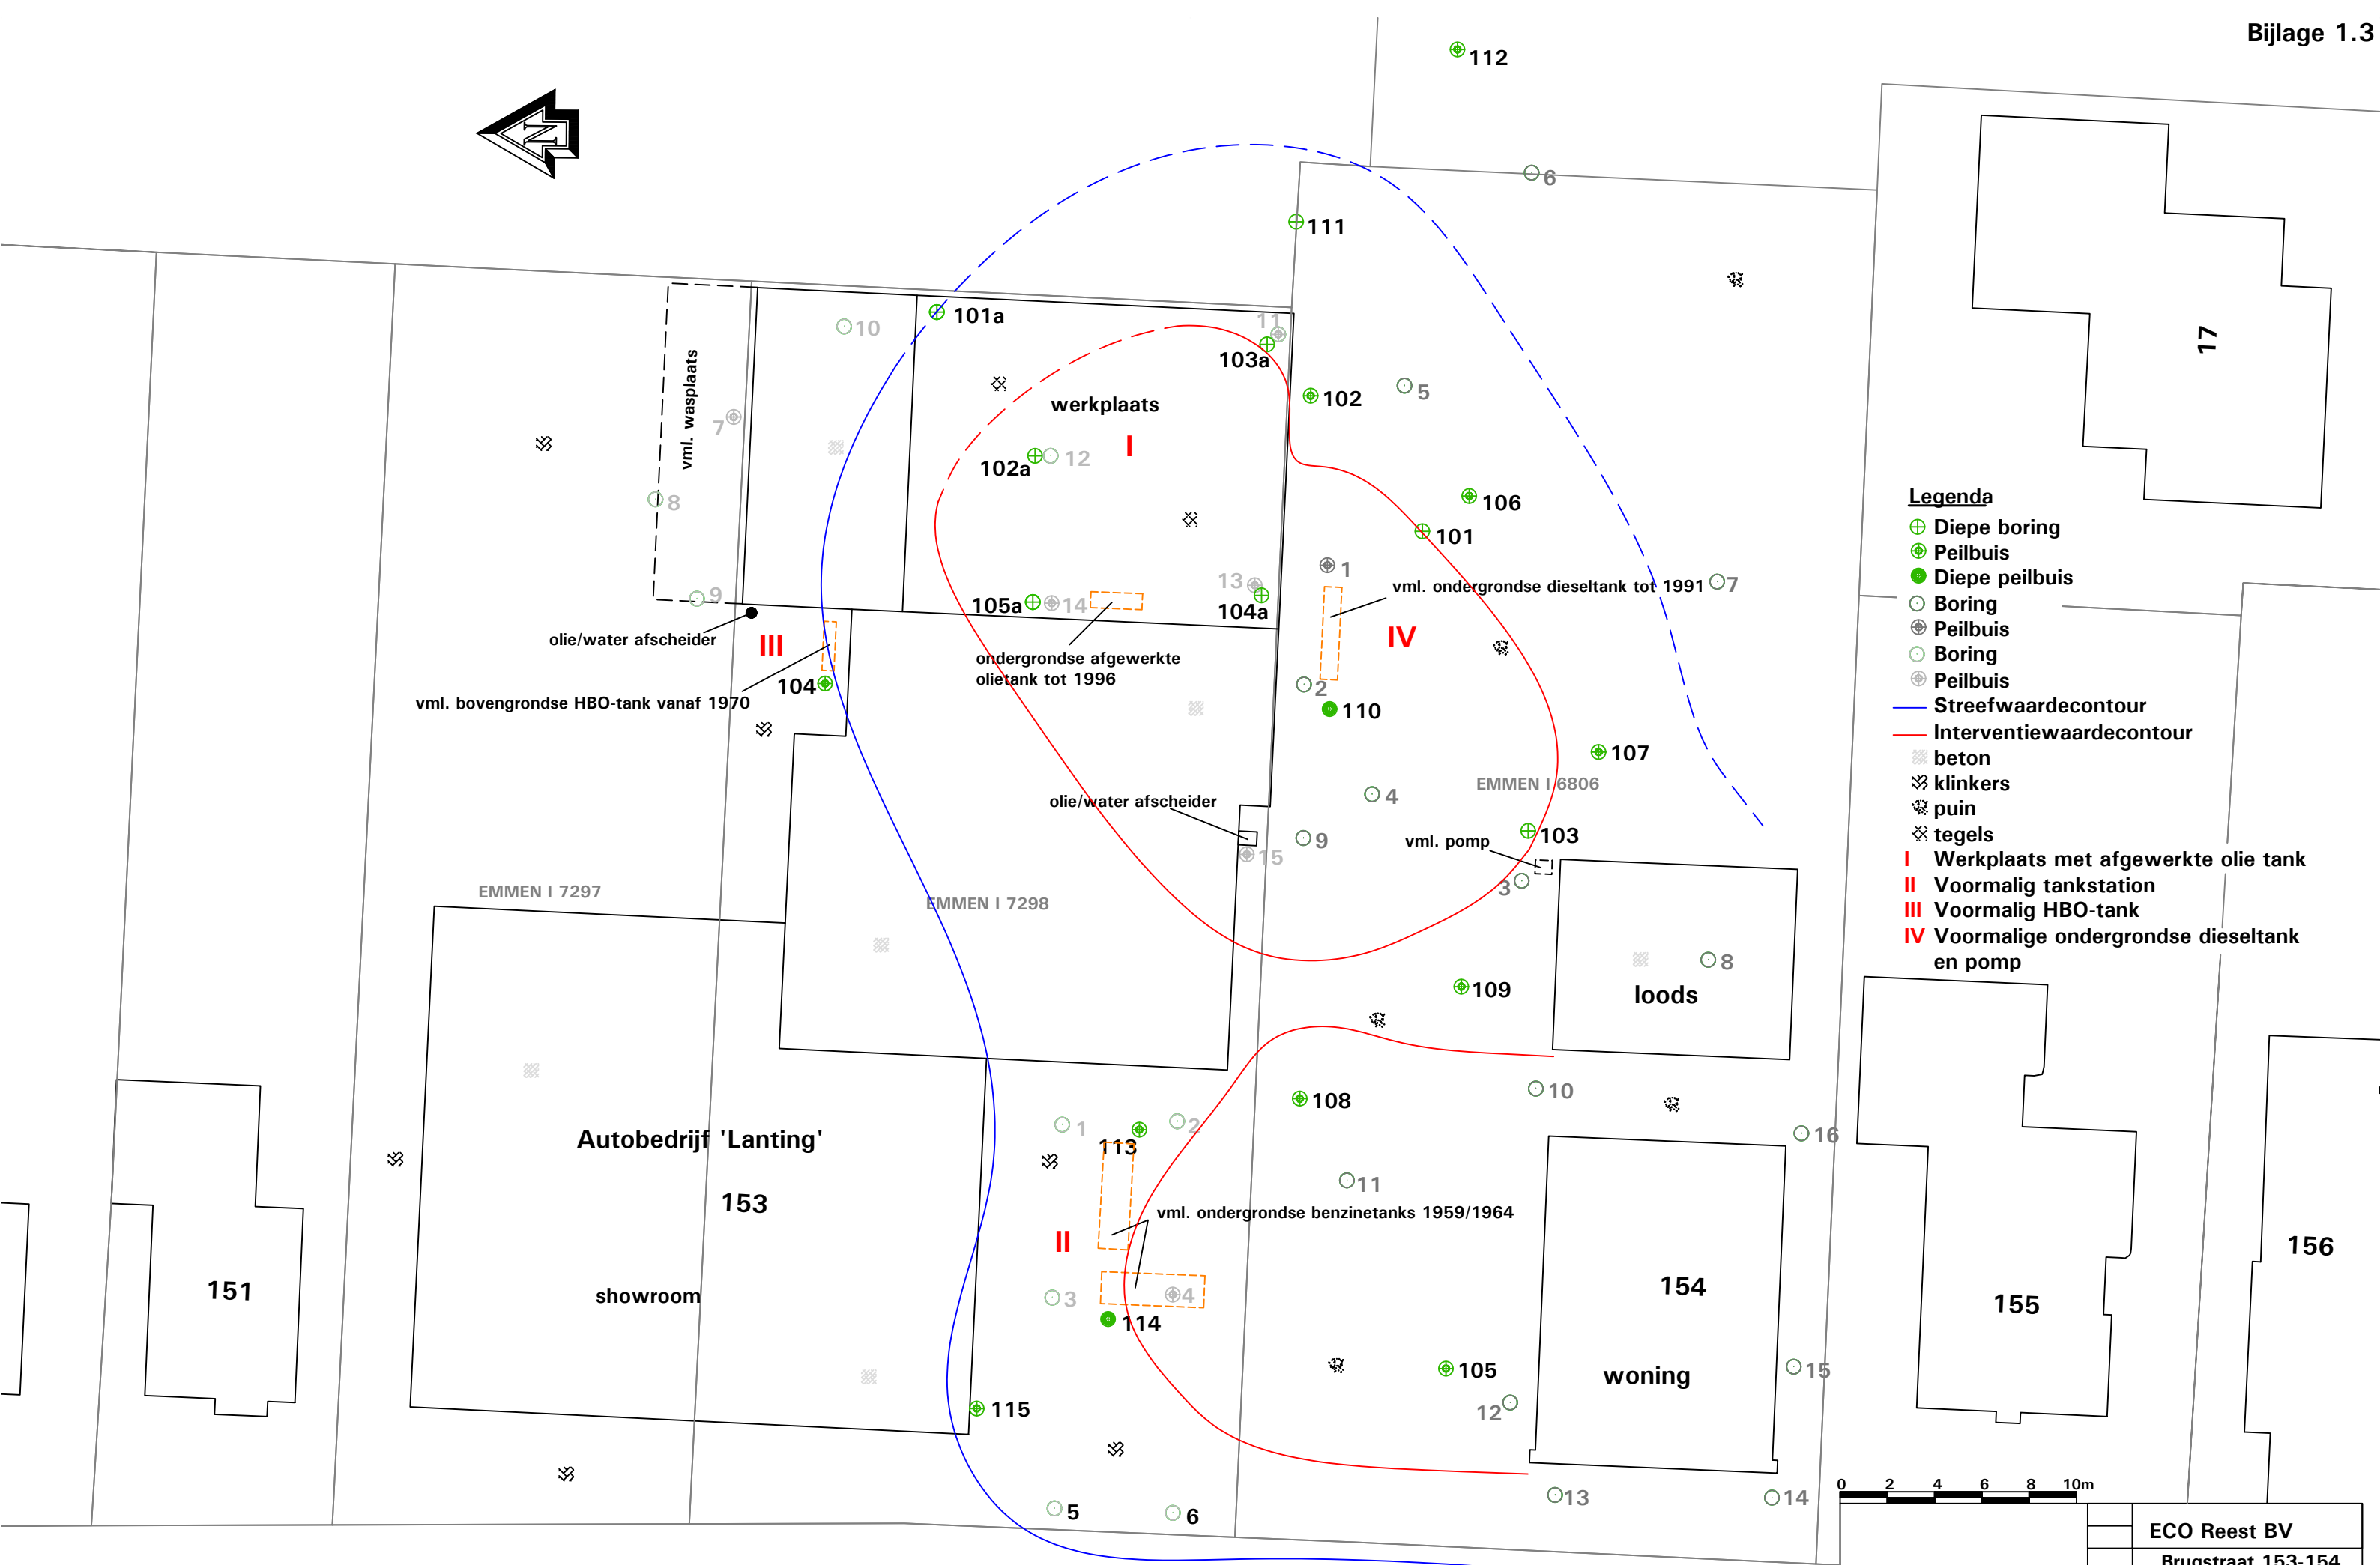 Bijlage 1.3
112
N
6
111
17
101a
10
11
103a
vml. wasplaats
7
werkplaats
102
5
I
102a
12
8
106
101
Legenda
Diepe boring
Peilbuis
Diepe peilbuis
Boring
Peilbuis
Boring
Peilbuis
Streefwaardecontour
Interventiewaardecontour
beton
klinkers
puin
tegels
I Werkplaats met afgewerkte olie tank
II Voormalig tankstation
III Voormalig HBO-tank
IV Voormalige ondergrondse dieseltank
en pomp
1
13
vml. ondergrondse dieseltank tot 1991
7
9
105a
14
104a
olie/water afscheider
III
IV
ondergrondse afgewerkte
olietank tot 1996
104
2
vml. bovengrondse HBO-tank vanaf 1970
110
107
EMMEN I 6806
olie/water afscheider
4
9
103
vml. pomp
15
3
EMMEN I 7297
EMMEN I 7298
8
109
loods
10
108
1
2
113
Autobedrijf 'Lanting'
16
11
153
vml. ondergrondse benzinetanks 1959/1964
II
156
151
showroom
3
4
154
155
114
105
woning
15
12
115
0 2 4 6 8 10m
5
6
13
14
ECO Reest BV
Brugstraat 153-154